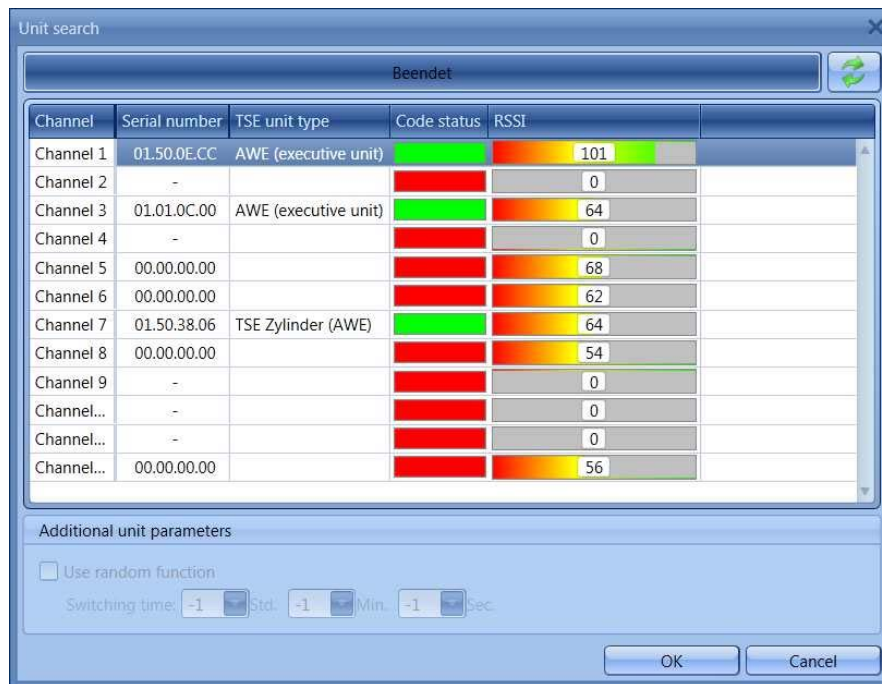 Unit search
Beendet
Channel Serial number TSE unit type Code status RSSI
Channel 1 01.50.0E.CC AWE (executive unit) 101
Channel 2 - 0
Channel 3 01.01.0C.00 AWE (executive unit) 64
Channel 4 - 0
Channel 5 00.00.00.00 68
Channel 6 00.00.00.00 62
Channel 7 01.50.38.06 TSE Zylinder (AWE) 64
Channel 8 00.00.00.00 54
Channel 9 - 0
Channel... - 0
Channel... - 0
Channel... 00.00.00.00 56
Additional unit parameters
Use random function
Switching time: -1 Std. -1 Min. -1 Sec.
OK Cancel